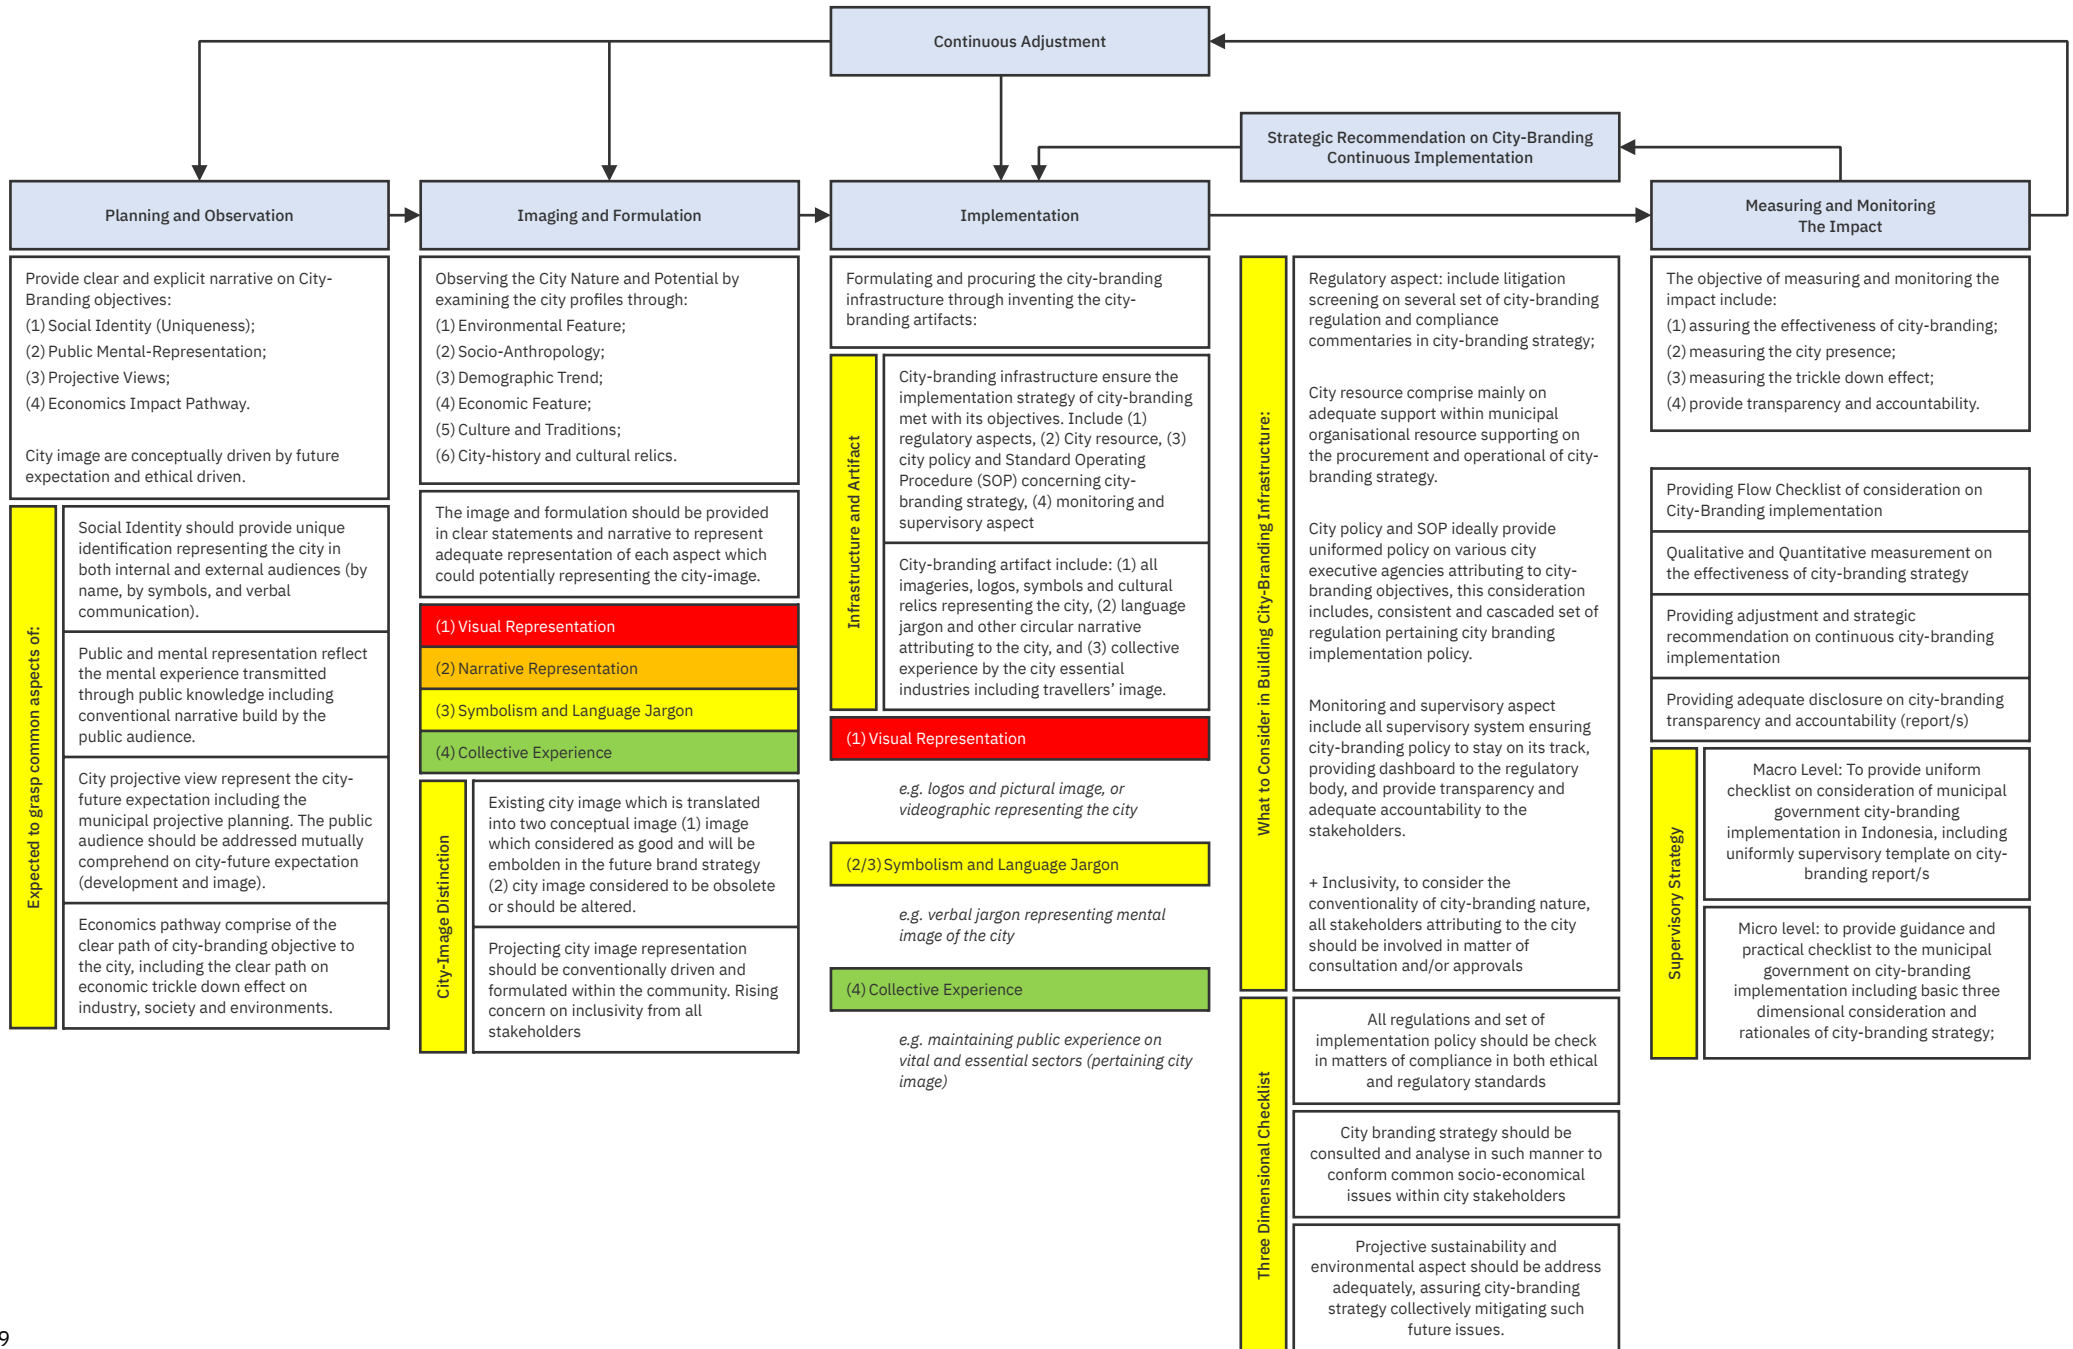 Continuous Adjustment
Strategic Recommendation on City-Branding
Continuous Implementation
Planning and Observation
Imaging and Formulation
Implementation
Measuring and Monitoring
The Impact
Provide clear and explicit narrative on City-
Branding objectives:
(1) Social Identity (Uniqueness);
(2) Public Mental-Representation;
(3) Projective Views;
(4) Economics Impact Pathway.
City image are conceptually driven by future
expectation and ethical driven.
Expected to grasp common aspects of:
Social Identity should provide unique
identification representing the city in
both internal and external audiences (by
name, by symbols, and verbal
communication).
Public and mental representation reflect
the mental experience transmitted
through public knowledge including
conventional narrative build by the
public audience.
City projective view represent the city-
future expectation including the
municipal projective planning. The public
audience should be addressed mutually
comprehend on city-future expectation
(development and image).
Economics pathway comprise of the
clear path of city-branding objective to
the city, including the clear path on
economic trickle down effect on
industry, society and environments.
Observing the City Nature and Potential by
examining the city profiles through:
(1) Environmental Feature;
(2) Socio-Anthropology;
(3) Demographic Trend;
(4) Economic Feature;
(5) Culture and Traditions;
(6) City-history and cultural relics.
The image and formulation should be provided
in clear statements and narrative to represent
adequate representation of each aspect which
could potentially representing the city-image.
(1) Visual Representation
(2) Narrative Representation
(3) Symbolism and Language Jargon
(4) Collective Experience
City-Image Distinction
Existing city image which is translated
into two conceptual image (1) image
which considered as good and will be
embolden in the future brand strategy
(2) city image considered to be obsolete
or should be altered.
Projecting city image representation
should be conventionally driven and
formulated within the community. Rising
concern on inclusivity from all
stakeholders
Formulating and procuring the city-branding
infrastructure through inventing the city-
branding artifacts:
Infrastructure and Artifact
City-branding infrastructure ensure the
implementation strategy of city-branding
met with its objectives. Include (1)
regulatory aspects, (2) City resource, (3)
city policy and Standard Operating
Procedure (SOP) concerning city-
branding strategy, (4) monitoring and
supervisory aspect
City-branding artifact include: (1) all
imageries, logos, symbols and cultural
relics representing the city, (2) language
jargon and other circular narrative
attributing to the city, and (3) collective
experience by the city essential
industries including travellers’ image.
(1) Visual Representation
e.g. logos and pictural image, or
videographic representing the city
(2/3) Symbolism and Language Jargon
e.g. verbal jargon representing mental
image of the city
(4) Collective Experience
e.g. maintaining public experience on
vital and essential sectors (pertaining city
image)
What to Consider in Building City-Branding Infrastructure:
Regulatory aspect: include litigation
screening on several set of city-branding
regulation and compliance
commentaries in city-branding strategy;
City resource comprise mainly on
adequate support within municipal
organisational resource supporting on
the procurement and operational of city-
branding strategy.
City policy and SOP ideally provide
uniformed policy on various city
executive agencies attributing to city-
branding objectives, this consideration
includes, consistent and cascaded set of
regulation pertaining city branding
implementation policy.
Monitoring and supervisory aspect
include all supervisory system ensuring
city-branding policy to stay on its track,
providing dashboard to the regulatory
body, and provide transparency and
adequate accountability to the
stakeholders.
+ Inclusivity, to consider the
conventionality of city-branding nature,
all stakeholders attributing to the city
should be involved in matter of
consultation and/or approvals
Three Dimensional Checklist
All regulations and set of
implementation policy should be check
in matters of compliance in both ethical
and regulatory standards
City branding strategy should be
consulted and analyse in such manner to
conform common socio-economical
issues within city stakeholders
Projective sustainability and
environmental aspect should be address
adequately, assuring city-branding
strategy collectively mitigating such
future issues.
The objective of measuring and monitoring the
impact include:
(1) assuring the effectiveness of city-branding;
(2) measuring the city presence;
(3) measuring the trickle down effect;
(4) provide transparency and accountability.
Providing Flow Checklist of consideration on
City-Branding implementation
Qualitative and Quantitative measurement on
the effectiveness of city-branding strategy
Providing adjustment and strategic
recommendation on continuous city-branding
implementation
Providing adequate disclosure on city-branding
transparency and accountability (report/s)
Supervisory Strategy
Macro Level: To provide uniform
checklist on consideration of municipal
government city-branding
implementation in Indonesia, including
uniformly supervisory template on city-
branding report/s
Micro level: to provide guidance and
practical checklist to the municipal
government on city-branding
implementation including basic three
dimensional consideration and
rationales of city-branding strategy;
9